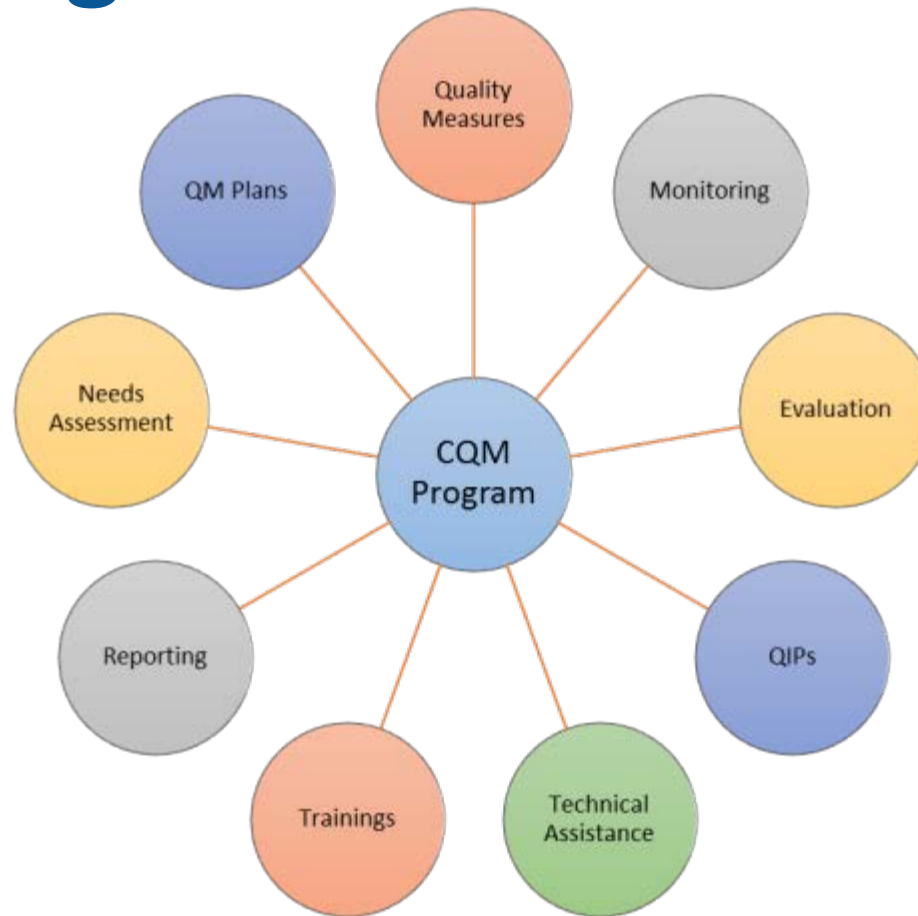 Quality
Measures
Monitoring
Evaluation
QIPs
Technical
Assistance
Trainings
Reporting
Needs
Assessment
QM Plans
CQM
Program